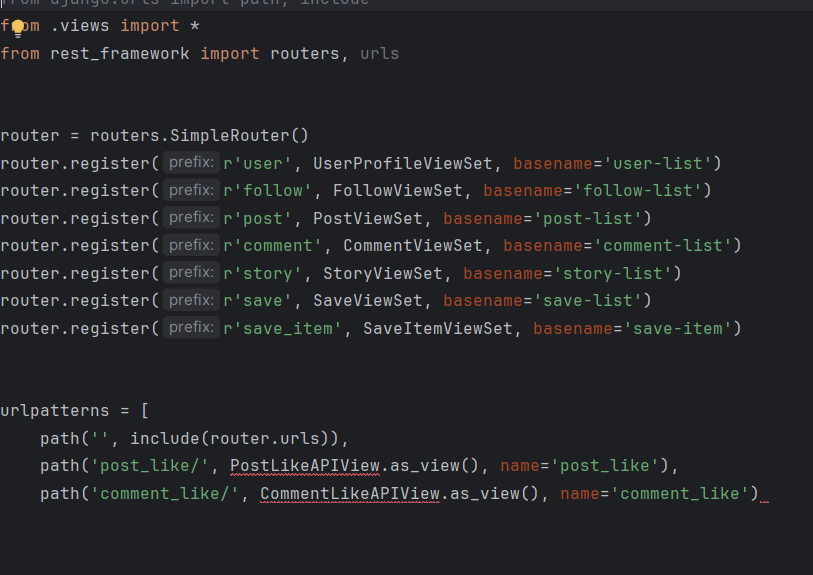 from django.urls import path, include
from .views import *
from rest_framework import routers, urls
router = routers.SimpleRouter()
router.register( prefix: r'user', UserProfileViewSet, basename='user-list')
router.register( prefix: r'follow', FollowViewSet, basename='follow-list')
router.register( prefix: r'post', PostViewSet, basename='post-list')
router.register( prefix: r'comment', CommentViewSet, basename='comment-list')
router.register( prefix: r'story', StoryViewSet, basename='story-list')
router.register( prefix: r'save', SaveViewSet, basename='save-list')
router.register( prefix: r'save_item', SaveItemViewSet, basename='save-item')
urlpatterns = [
    path('', include(router.urls)),
    path('post_like/', PostLikeAPIView.as_view(), name='post_like'),
    path('comment_like/', CommentLikeAPIView.as_view(), name='comment_like')